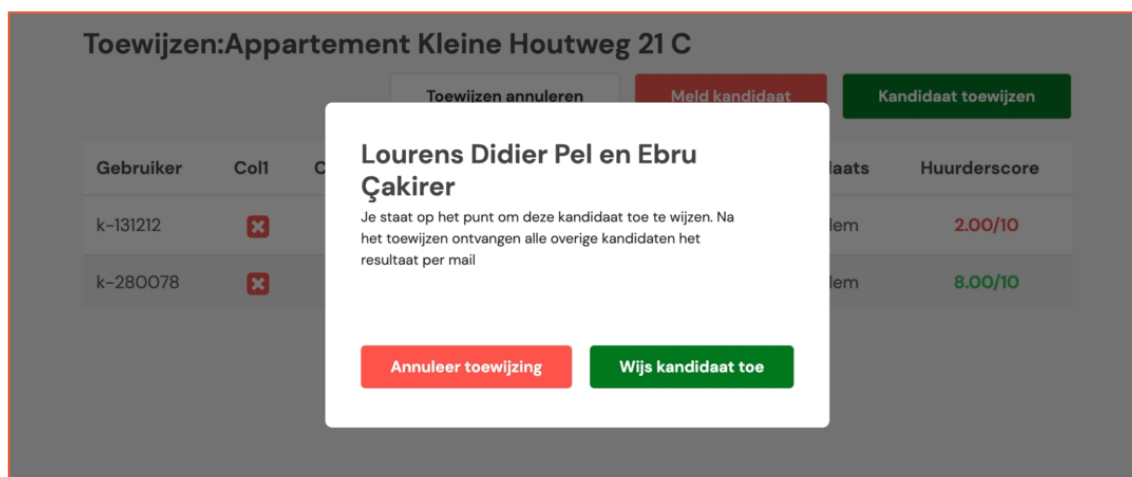 Toewijzen:Appartement Kleine Houtweg 21 C
Toewijzen annuleren Meld kandidaat Kandidaat toewijzen
Gebruiker Col1 C laats Huurderscore
k-131212 lem 2.00/10
k-280078 lem 8.00/10
Lourens Didier Pel en Ebru
Çakirer
Je staat op het punt om deze kandidaat toe te wijzen. Na
het toewijzen ontvangen alle overige kandidaten het
resultaat per mail
Annuleer toewijzing Wijs kandidaat toe